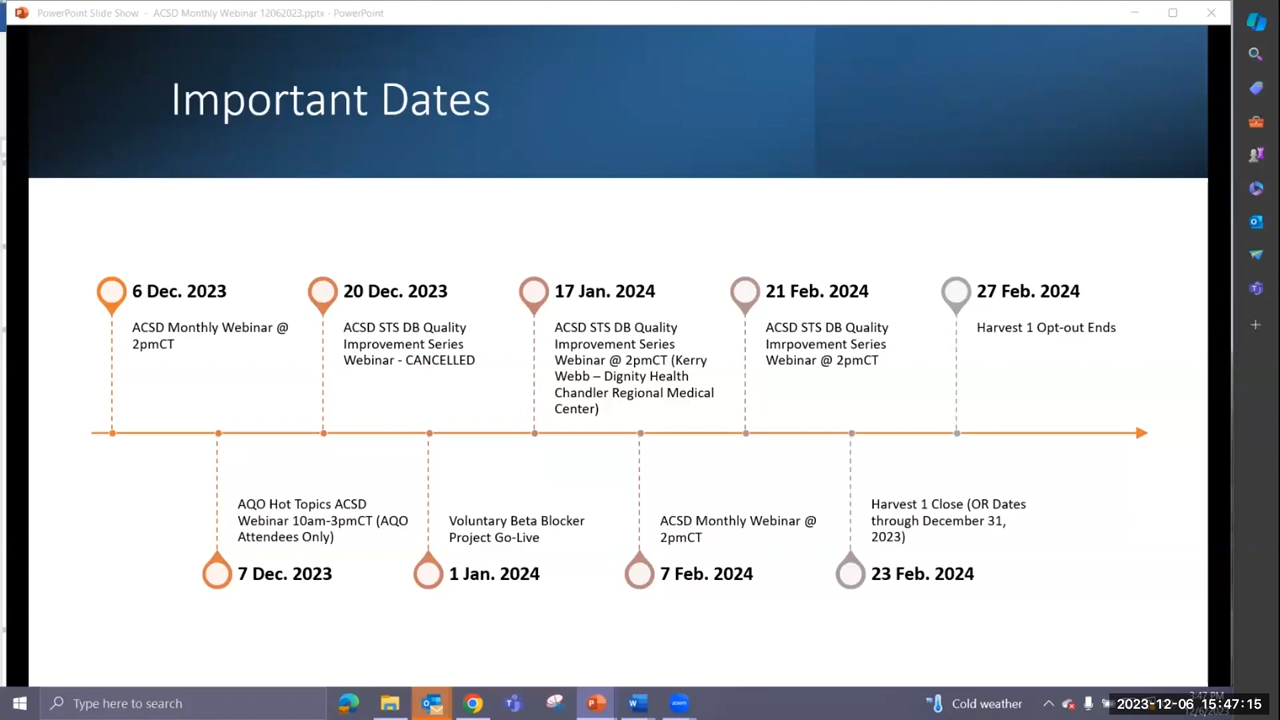 PowerPoint Slide Show - ACSD Monthly Webinar 12062023.pptx - PowerPoint
Important Dates
6 Dec. 2023
ACSD Monthly Webinar @
2pmCT
20 Dec. 2023
ACSD STS DB Quality
Improvement Series
Webinar - CANCELLED
17 Jan. 2024
ACSD STS DB Quality
Improvement Series
Webinar @ 2pmCT (Kerry
Webb – Dignity Health
Chandler Regional Medical
Center)
21 Feb. 2024
ACSD STS DB Quality
Imrpovement Series
Webinar @ 2pmCT
27 Feb. 2024
Harvest 1 Opt-out Ends
AQO Hot Topics ACSD
Webinar 10am-3pmCT (AQO
Attendees Only)
7 Dec. 2023
Voluntary Beta Blocker
Project Go-Live
1 Jan. 2024
ACSD Monthly Webinar @
2pmCT
7 Feb. 2024
Harvest 1 Close (OR Dates
through December 31,
2023)
23 Feb. 2024
Type here to search
Cold weather
2023-12-06 15:47:15